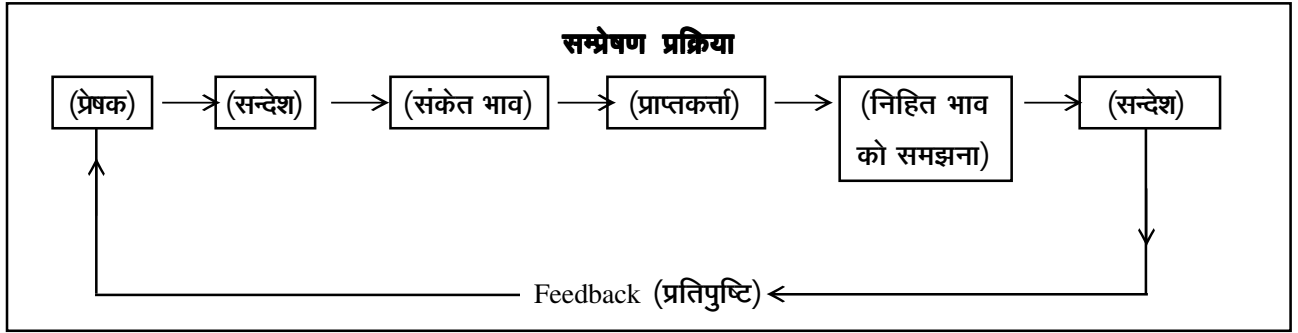 सम्प्रेषण प्रक्रिया
(प्रेषक)
(सन्देश)
(संकेत भाव)
(प्राप्तकर्त्ता)
(निहित भाव
को समझना)
(सन्देश)
Feedback (प्रतिपुष्टि)